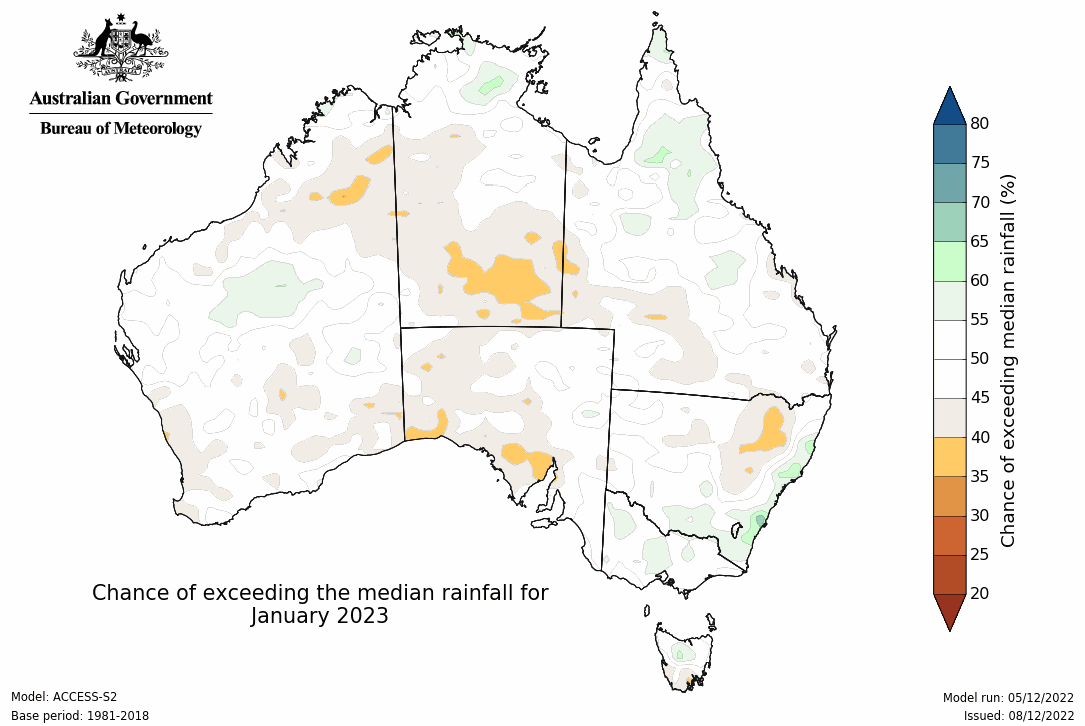 AUSTRALIA
Australian Government
Bureau of Meteorology
80
75
70
65
60
55
50
45
40
35
30
25
20
Chance of exceeding median rainfall (%)
Chance of exceeding the median rainfall for
January 2023
Model: ACCESS-S2
Base period: 1981-2018
Model run: 05/12/2022
Issued: 08/12/2022